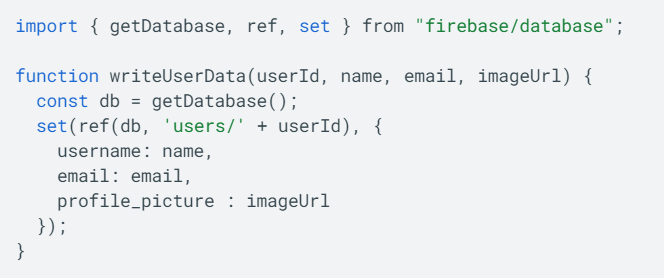 import { getDatabase, ref, set } from "firebase/database";

function writeUserData(userId, name, email, imageUrl) {
  const db = getDatabase();
  set(ref(db, 'users/' + userId), {
    username: name,
    email: email,
    profile_picture : imageUrl
  });
}